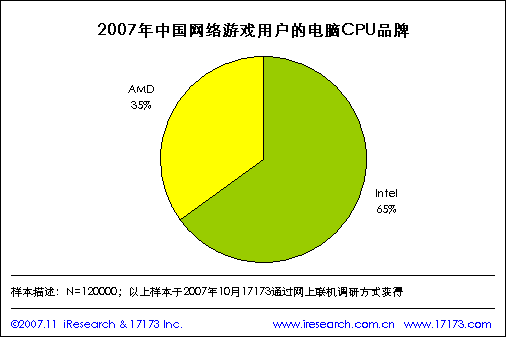 2007年中国网络游戏用户的电脑CPU品牌
AMD
35%
Intel
65%
样本描述：N=120000；以上样本于2007年10月17173通过网上联机调研方式获得
©2007.11 iResearch & 17173 Inc.
www.iresearch.com.cn www.17173.com